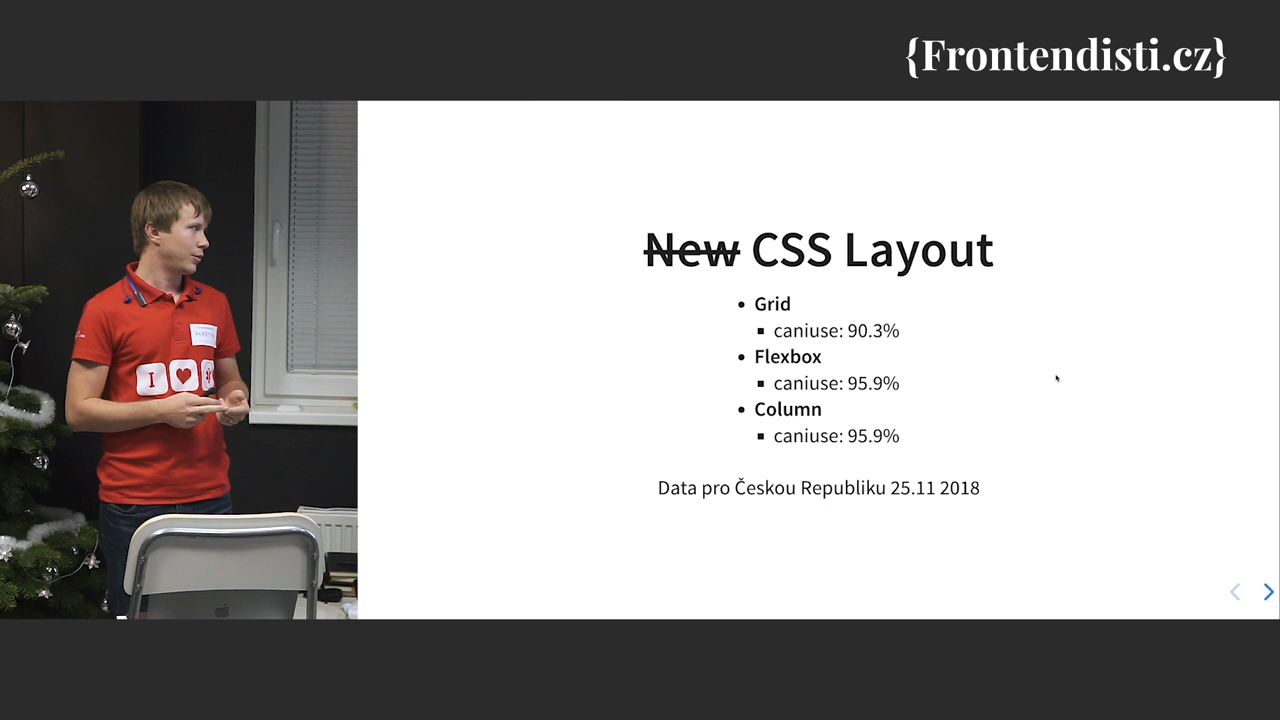 {Frontendisti.cz}
New CSS Layout
Grid
caniuse: 90.3%
Flexbox
caniuse: 95.9%
Column
caniuse: 95.9%
Data pro Českou Republiku 25.11 2018
I